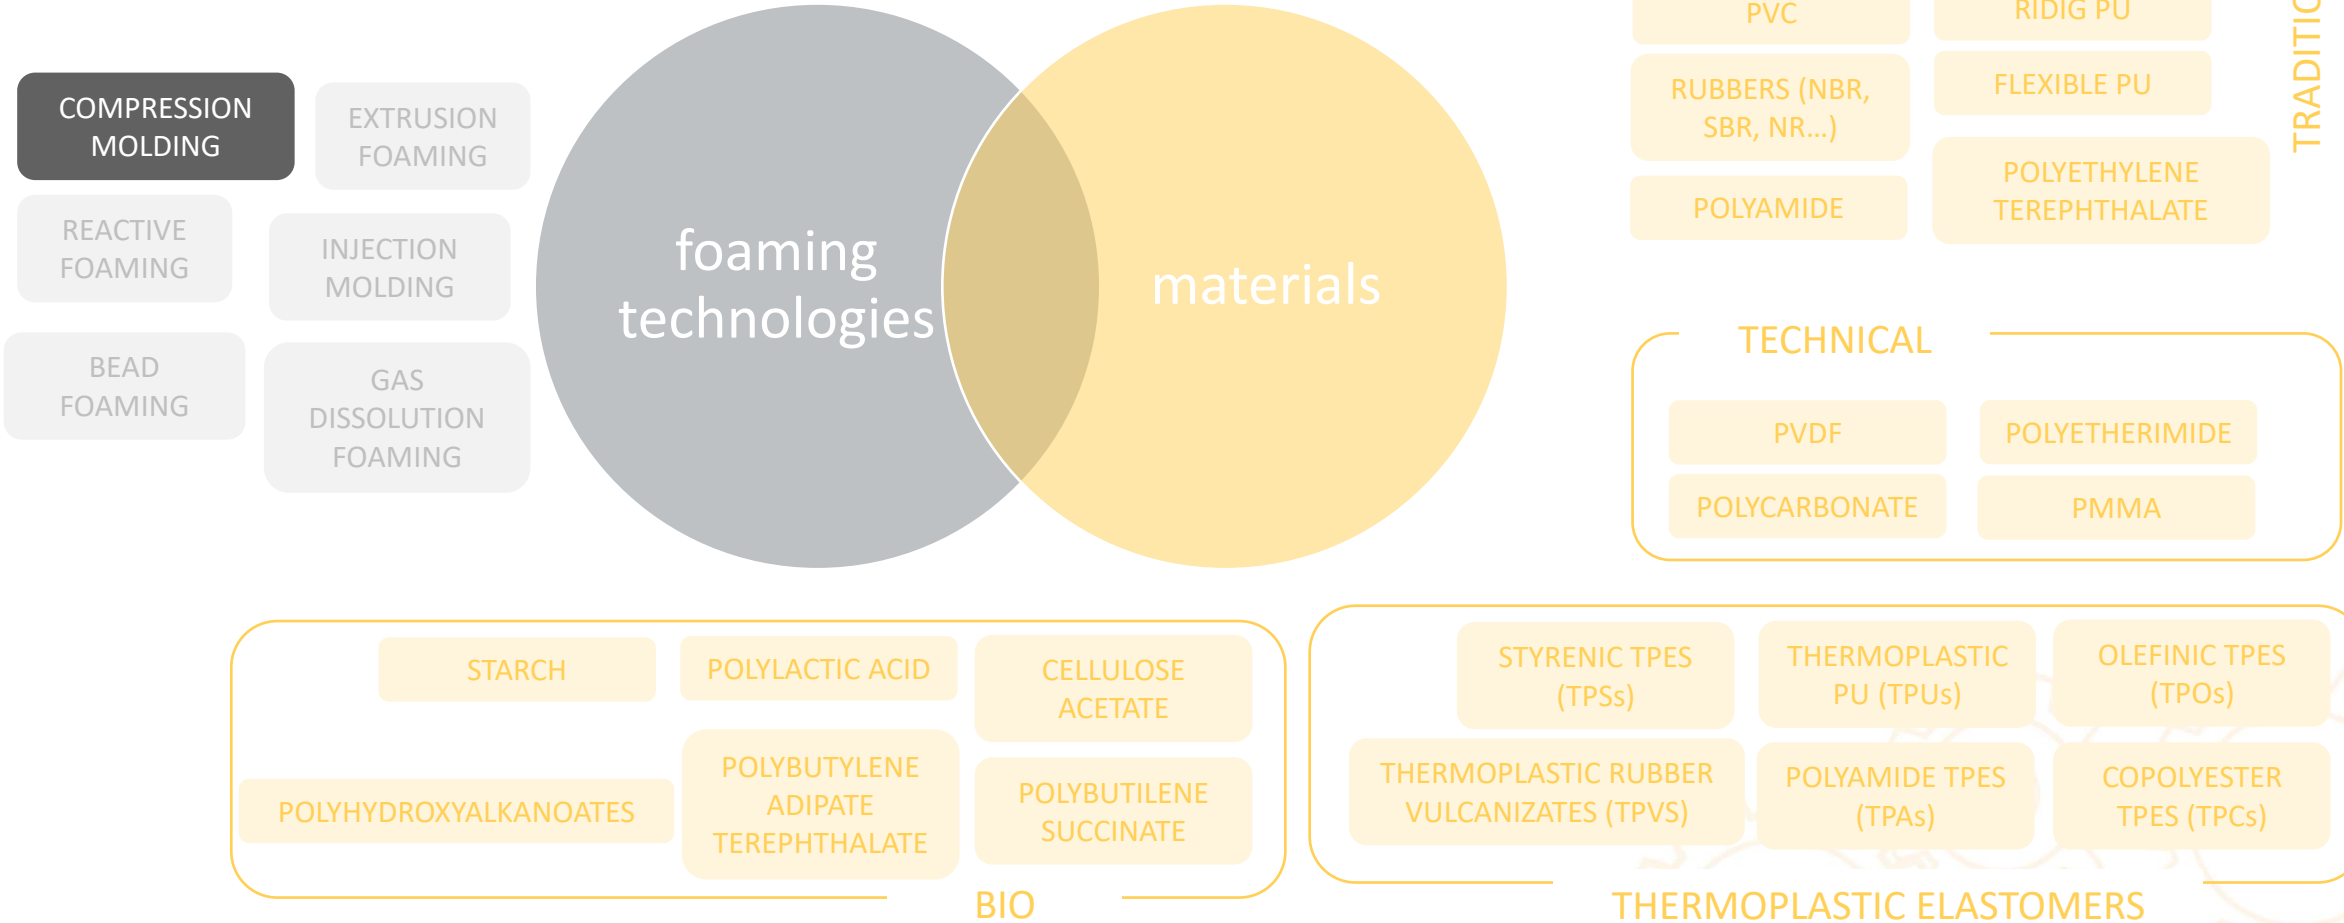 COMPRESSION
MOLDING
EXTRUSION
FOAMING
REACTIVE
FOAMING
INJECTION
MOLDING
BEAD
FOAMING
GAS
DISSOLUTION
FOAMING
foaming
technologies
materials
PVC
RIDIG PU
RUBBERS (NBR,
SBR, NR...)
FLEXIBLE PU
POLYAMIDE
POLYETHYLENE
TEREPHTHALATE
TECHNICAL
PVDF
POLYETHERIMIDE
POLYCARBONATE
PMMA
STARCH
POLYLACTIC ACID
CELLULOSE
ACETATE
POLYHYDROXYALKANOATES
POLYBUTYLENE
ADIPATE
TEREPHTHALATE
POLYBUTILENE
SUCCINATE
BIO
STYRENIC TPES
(TPSs)
THERMOPLASTIC
PU (TPUs)
OLEFINIC TPES
(TPOs)
THERMOPLASTIC RUBBER
VULCANIZATES (TPVS)
POLYAMIDE TPES
(TPAs)
COPOLYESTER
TPES (TPCs)
THERMOPLASTIC ELASTOMERS